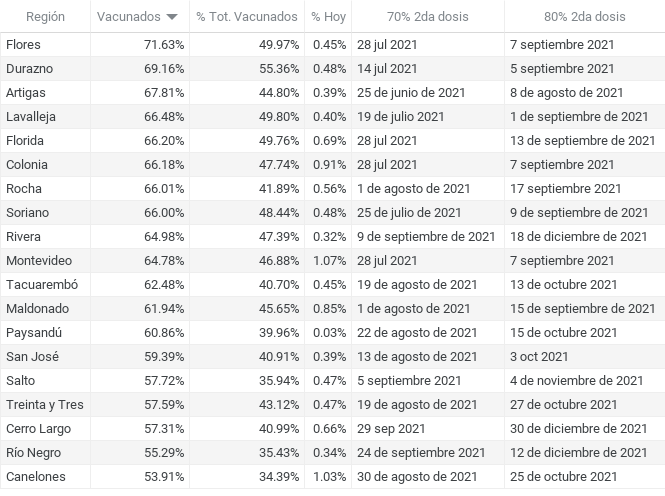 Región Vacunados % Tot. Vacunados % Hoy 70% 2da dosis 80% 2da dosis
Flores 71.63% 49.97% 0.45% 28 jul 2021 7 septiembre 2021
Durazno 69.16% 55.36% 0.48% 14 jul 2021 5 septiembre 2021
Artigas 67.81% 44.80% 0.39% 25 de junio de 2021 8 de agosto de 2021
Lavalleja 66.48% 49.80% 0.40% 19 de julio de 2021 1 de septiembre de 2021
Florida 66.20% 49.76% 0.69% 28 jul 2021 13 de septiembre de 2021
Colonia 66.18% 47.74% 0.91% 28 jul 2021 7 septiembre 2021
Rocha 66.01% 41.89% 0.56% 1 de agosto de 2021 17 septiembre 2021
Soriano 66.00% 48.44% 0.48% 25 de julio de 2021 9 de septiembre de 2021
Rivera 64.98% 47.39% 0.32% 9 de septiembre de 2021 18 de diciembre de 2021
Montevideo 64.78% 46.88% 1.07% 28 jul 2021 7 septiembre 2021
Tacuarembó 62.48% 40.70% 0.45% 19 de agosto de 2021 13 de octubre de 2021
Maldonado 61.94% 45.65% 0.85% 1 de agosto de 2021 15 de septiembre de 2021
Paysandú 60.86% 39.96% 0.03% 22 de agosto de 2021 15 de octubre de 2021
San José 59.39% 40.91% 0.39% 13 de agosto de 2021 3 oct 2021
Salto 57.72% 35.94% 0.47% 5 septiembre 2021 4 de noviembre de 2021
Treinta y Tres 57.59% 43.12% 0.47% 19 de agosto de 2021 27 de octubre de 2021
Cerro Largo 57.31% 40.99% 0.66% 29 sep 2021 30 de diciembre de 2021
Río Negro 55.29% 35.43% 0.34% 24 de septiembre de 2021 12 de diciembre de 2021
Canelones 53.91% 34.39% 1.03% 30 de agosto de 2021 25 de octubre de 2021